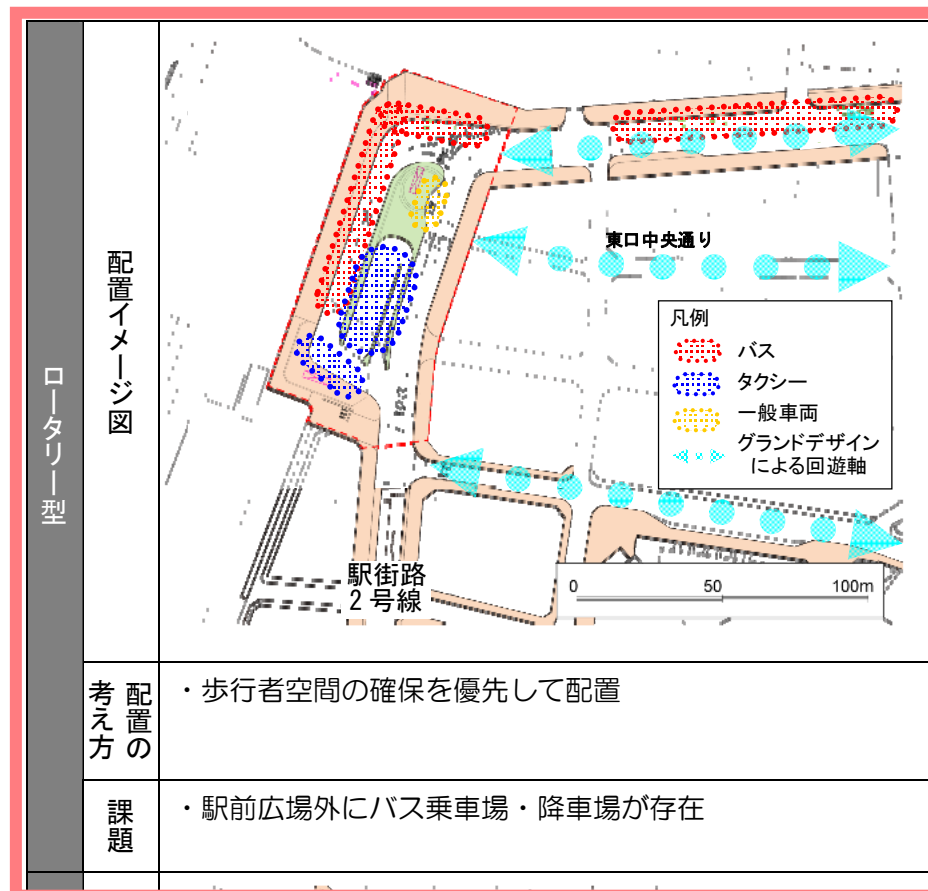 ロータリー型
配置イメージ図
東口中央通り
凡例
バス
タクシー
一般車両
グランドデザイン
による回遊軸
駅街路
2 号線
0 50 100m
配置の
考え方
・歩行者空間の確保を優先して配置
課題
・駅前広場外にバス乗車場・降車場が存在